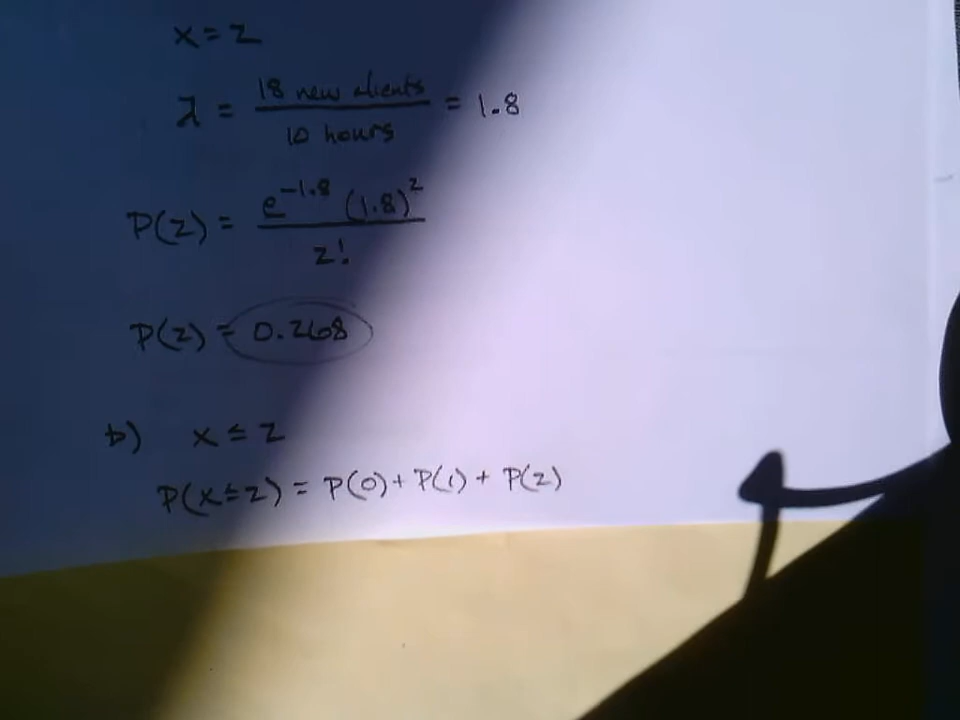 x = 2
λ = 18 new clients / 10 hours = 1.8
P(2) = e^-1.8 (1.8)^2 / 2!
P(2) = 0.268
b) x ≤ 2
P(x≤2) = P(0) + P(1) + P(2)